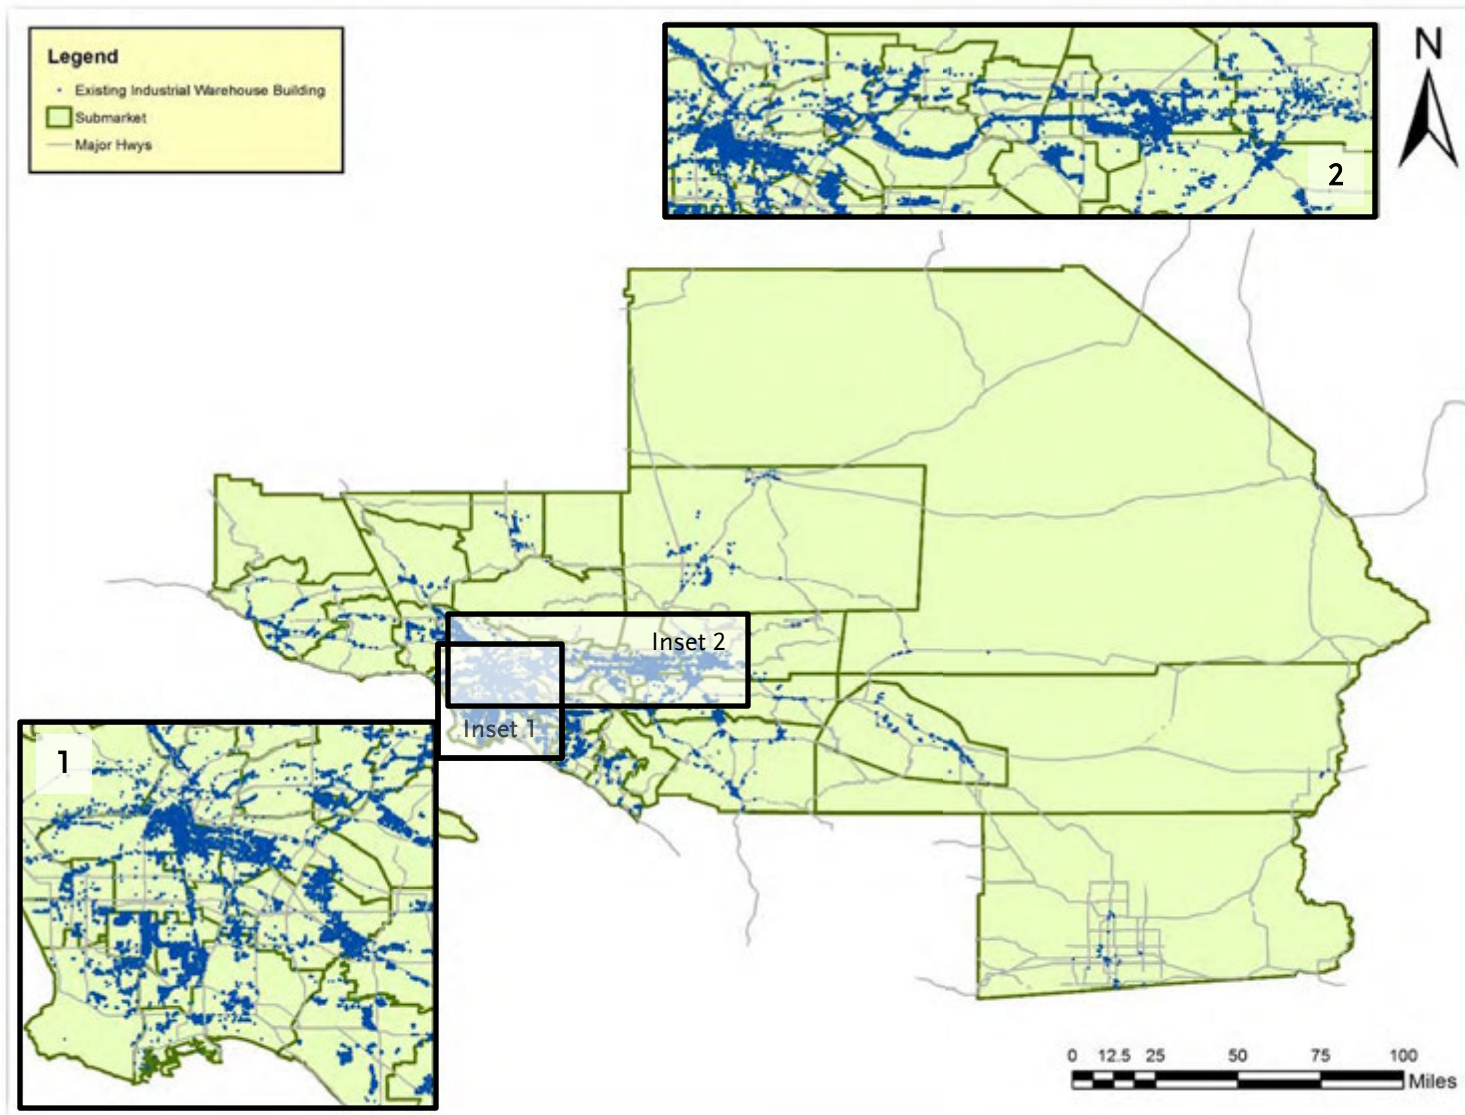 Legend
Existing Industrial Warehouse Building
Submarket
Major Hwys
2
N
Inset 2
Inset 1
1
0 12.5 25 50 75 100
Miles